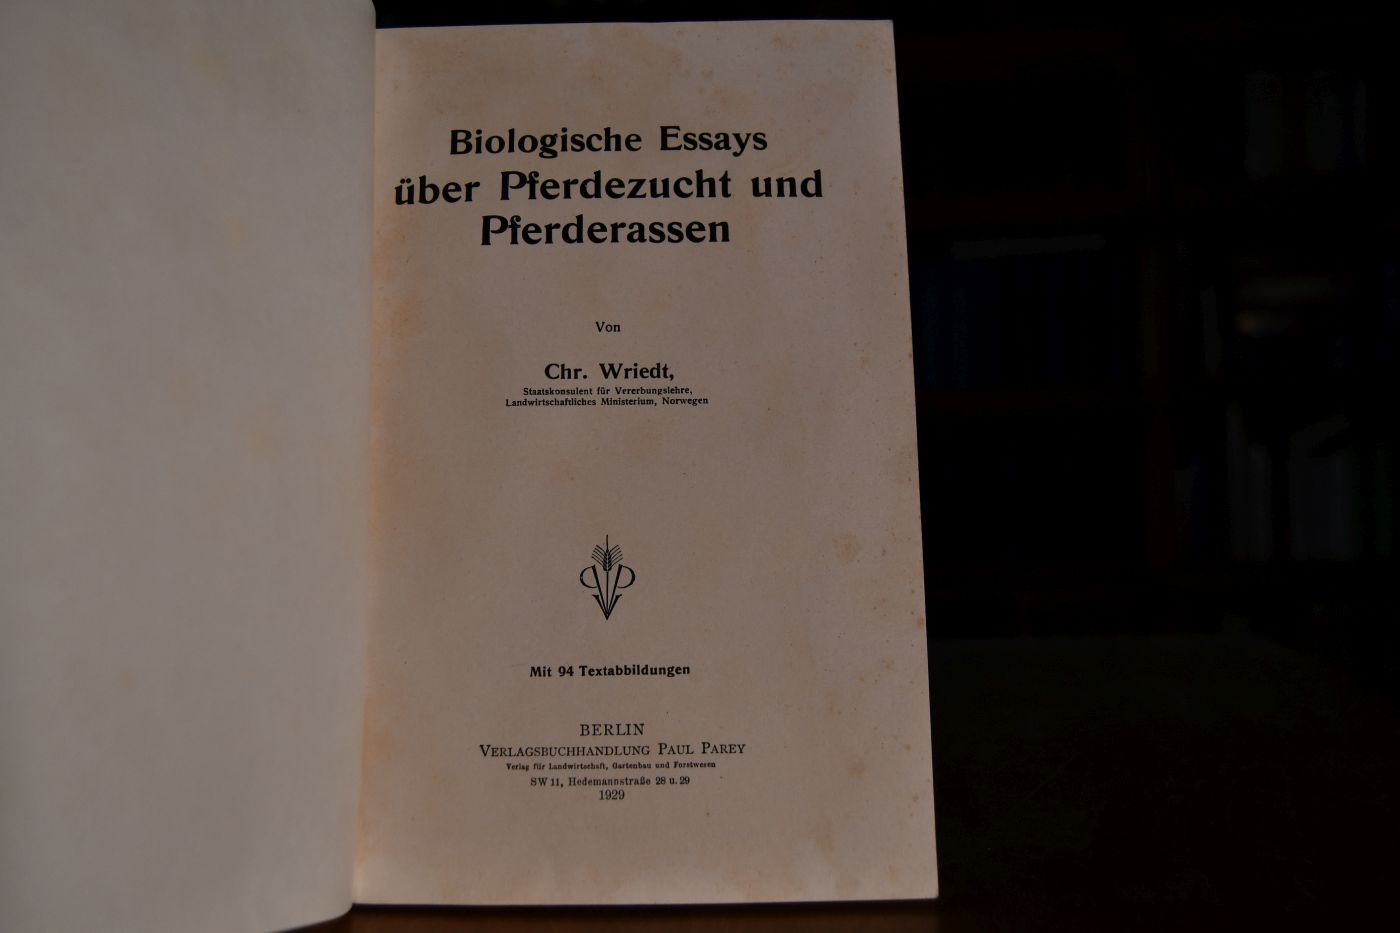 Biologische Essays
über Pferdezucht und
Pferderassen
Von
Chr. Wriedt,
Staatskonsulent für Vererbungslehre,
Landwirtschaftliches Ministerium, Norwegen
Mit 94 Textabbildungen
BERLIN
VERLAGSBUCHHANDLUNG PAUL PAREY
Verlag für Landwirtschaft, Gartenbau und Forstwesen
SW 11, Hedemannstraße 28 u. 29
1929